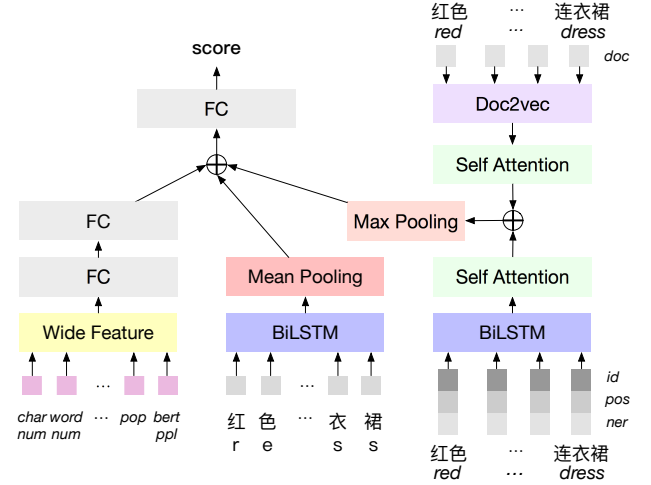 红色 ... 连衣裙
red ... dress
doc
score
FC
Doc2vec
Self Attention
FC
Max Pooling
FC
Mean Pooling
Self Attention
Wide Feature
BiLSTM
BiLSTM
id
pos
ner
char word ... pop bert
num num ppl
红 色 ... 衣 裙
r e s s
红色 ... 连衣裙
red ... dress